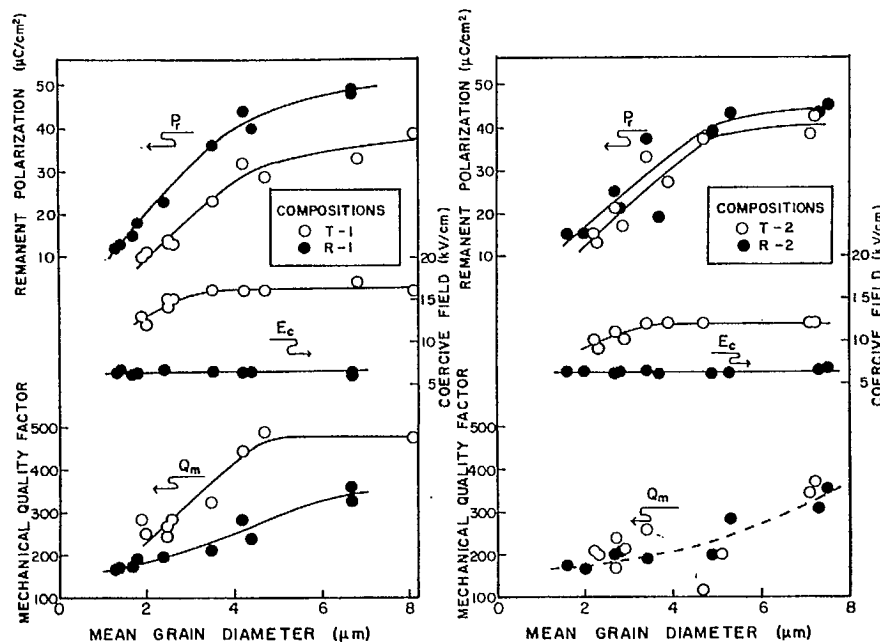 REMANENT POLARIZATION (μC/cm²)
50
40
30
20
10
Pr
COMPOSITIONS
○ T-1
● R-1
20
15
10
5
COERCIVE FIELD (kV/cm)
Ec
MECHANICAL QUALITY FACTOR
500
400
300
200
100
Qm
0
2
4
6
8
MEAN GRAIN DIAMETER (μm)
REMANENT POLARIZATION (μC/cm²)
50
40
30
20
10
Pr
COMPOSITIONS
○ T-2
● R-2
20
15
10
5
COERCIVE FIELD (kV/cm)
Ec
MECHANICAL QUALITY FACTOR
500
400
300
200
100
Qm
0
2
4
6
8
MEAN GRAIN DIAMETER (μm)